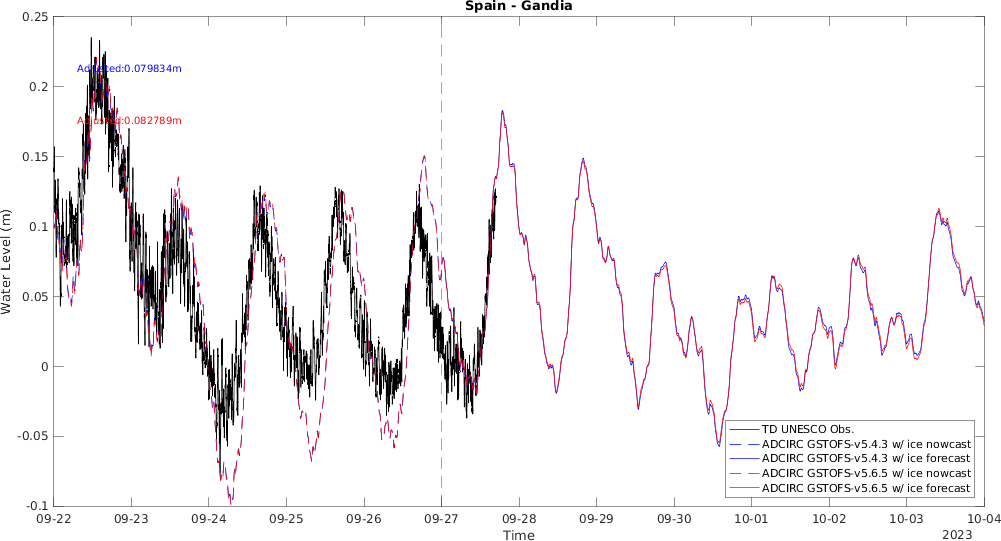 Spain - Gandia
0.25
0.2
0.15
0.1
0.05
0
-0.05
-0.1
Water Level (m)
Adjusted:0.079834m
Adjusted:0.082789m
TD UNESCO Obs.
ADCIRC GSTOFS-v5.4.3 w/ ice nowcast
ADCIRC GSTOFS-v5.4.3 w/ ice forecast
ADCIRC GSTOFS-v5.6.5 w/ ice nowcast
ADCIRC GSTOFS-v5.6.5 w/ ice forecast
09-22 09-23 09-24 09-25 09-26 09-27 09-28 09-29 09-30 10-01 10-02 10-03 10-04
Time
2023